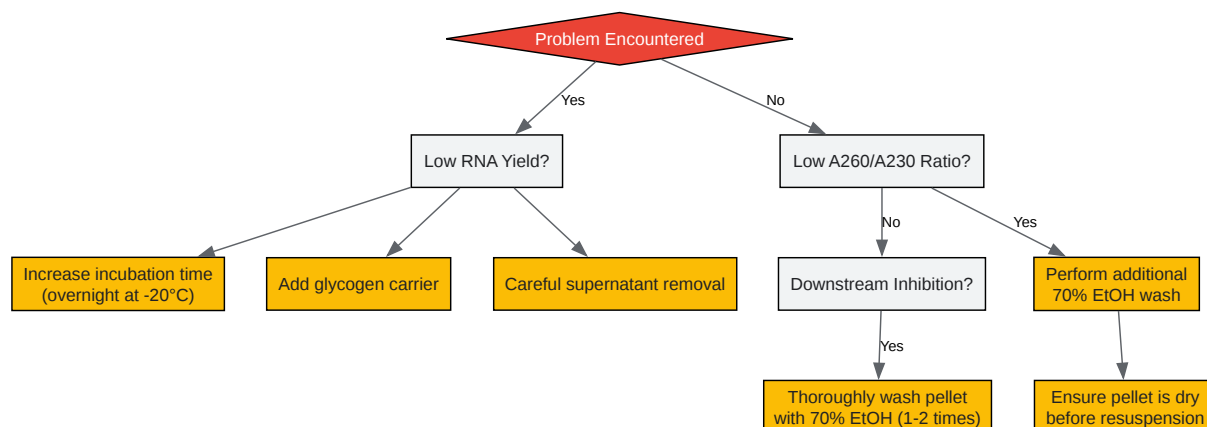 Problem Encountered
Yes
No
Low RNA Yield?
Low A260/A230 Ratio?
No
Yes
Increase incubation time
(overnight at -20°C)
Add glycogen carrier
Careful supernatant removal
Downstream Inhibition?
Perform additional
70% EtOH wash
Yes
Thoroughly wash pellet
with 70% EtOH (1-2 times)
Ensure pellet is dry
before resuspension